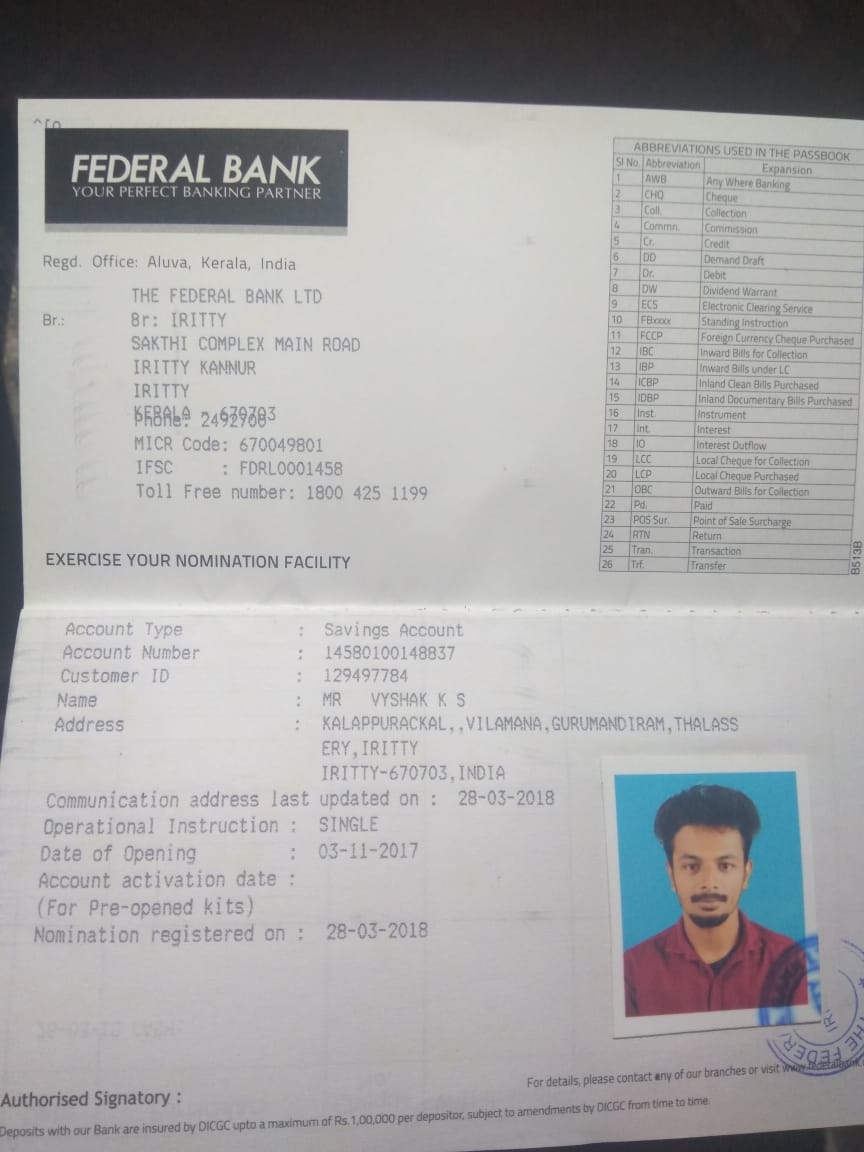 FEDERAL BANK
YOUR PERFECT BANKING PARTNER
Regd. Office: Aluva, Kerala, India
THE FEDERAL BANK LTD
Br.: Br: IRITTY
SAKTHI COMPLEX MAIN ROAD
IRITTY KANNUR
IRITTY
KERALA - 670703
Phone: 2492700
MICR Code: 670049801
IFSC : FDRL0001458
Toll Free number: 1800 425 1199
EXERCISE YOUR NOMINATION FACILITY
ABBREVIATIONS USED IN THE PASSBOOK
Sl No. Abbreviation Expansion
1 AWB Any Where Banking
2 CHQ Cheque
3 Coll. Collection
4 Commn. Commission
5 Cr. Credit
6 DD Demand Draft
7 Dr. Debit
8 DW Dividend Warrant
9 ECS Electronic Clearing Service
10 FBxxxx Standing Instruction
11 FCCP Foreign Currency Cheque Purchased
12 IBC Inward Bills for Collection
13 IBP Inward Bills under LC
14 ICBP Inland Clean Bills Purchased
15 IDBP Inland Documentary Bills Purchased
16 Inst. Instrument
17 Int. Interest
18 IO Interest Outflow
19 LCC Local Cheque for Collection
20 LCP Local Cheque Purchased
21 OBC Outward Bills for Collection
22 Pd. Paid
23 POS Sur. Point of Sale Surcharge
24 RTN Return
25 Tran. Transaction
26 Trf. Transfer
B513B
Account Type : Savings Account
Account Number : 14580100148837
Customer ID : 129497784
Name : MR VYSHAK K S
Address : KALAPPURACKAL,,VILAMANA,GURUMANDIRAM,THALASS
ERY,IRITTY
IRITTY-670703,INDIA
Communication address last updated on : 28-03-2018
Operational Instruction : SINGLE
Date of Opening : 03-11-2017
Account activation date :
(For Pre-opened kits)
Nomination registered on : 28-03-2018
THE FEDER
IRI
For details, please contact any of our branches or visit www.federalbank.
Authorised Signatory :
Deposits with our Bank are insured by DICGC upto a maximum of Rs.1,00,000 per depositor, subject to amendments by DICGC from time to time.